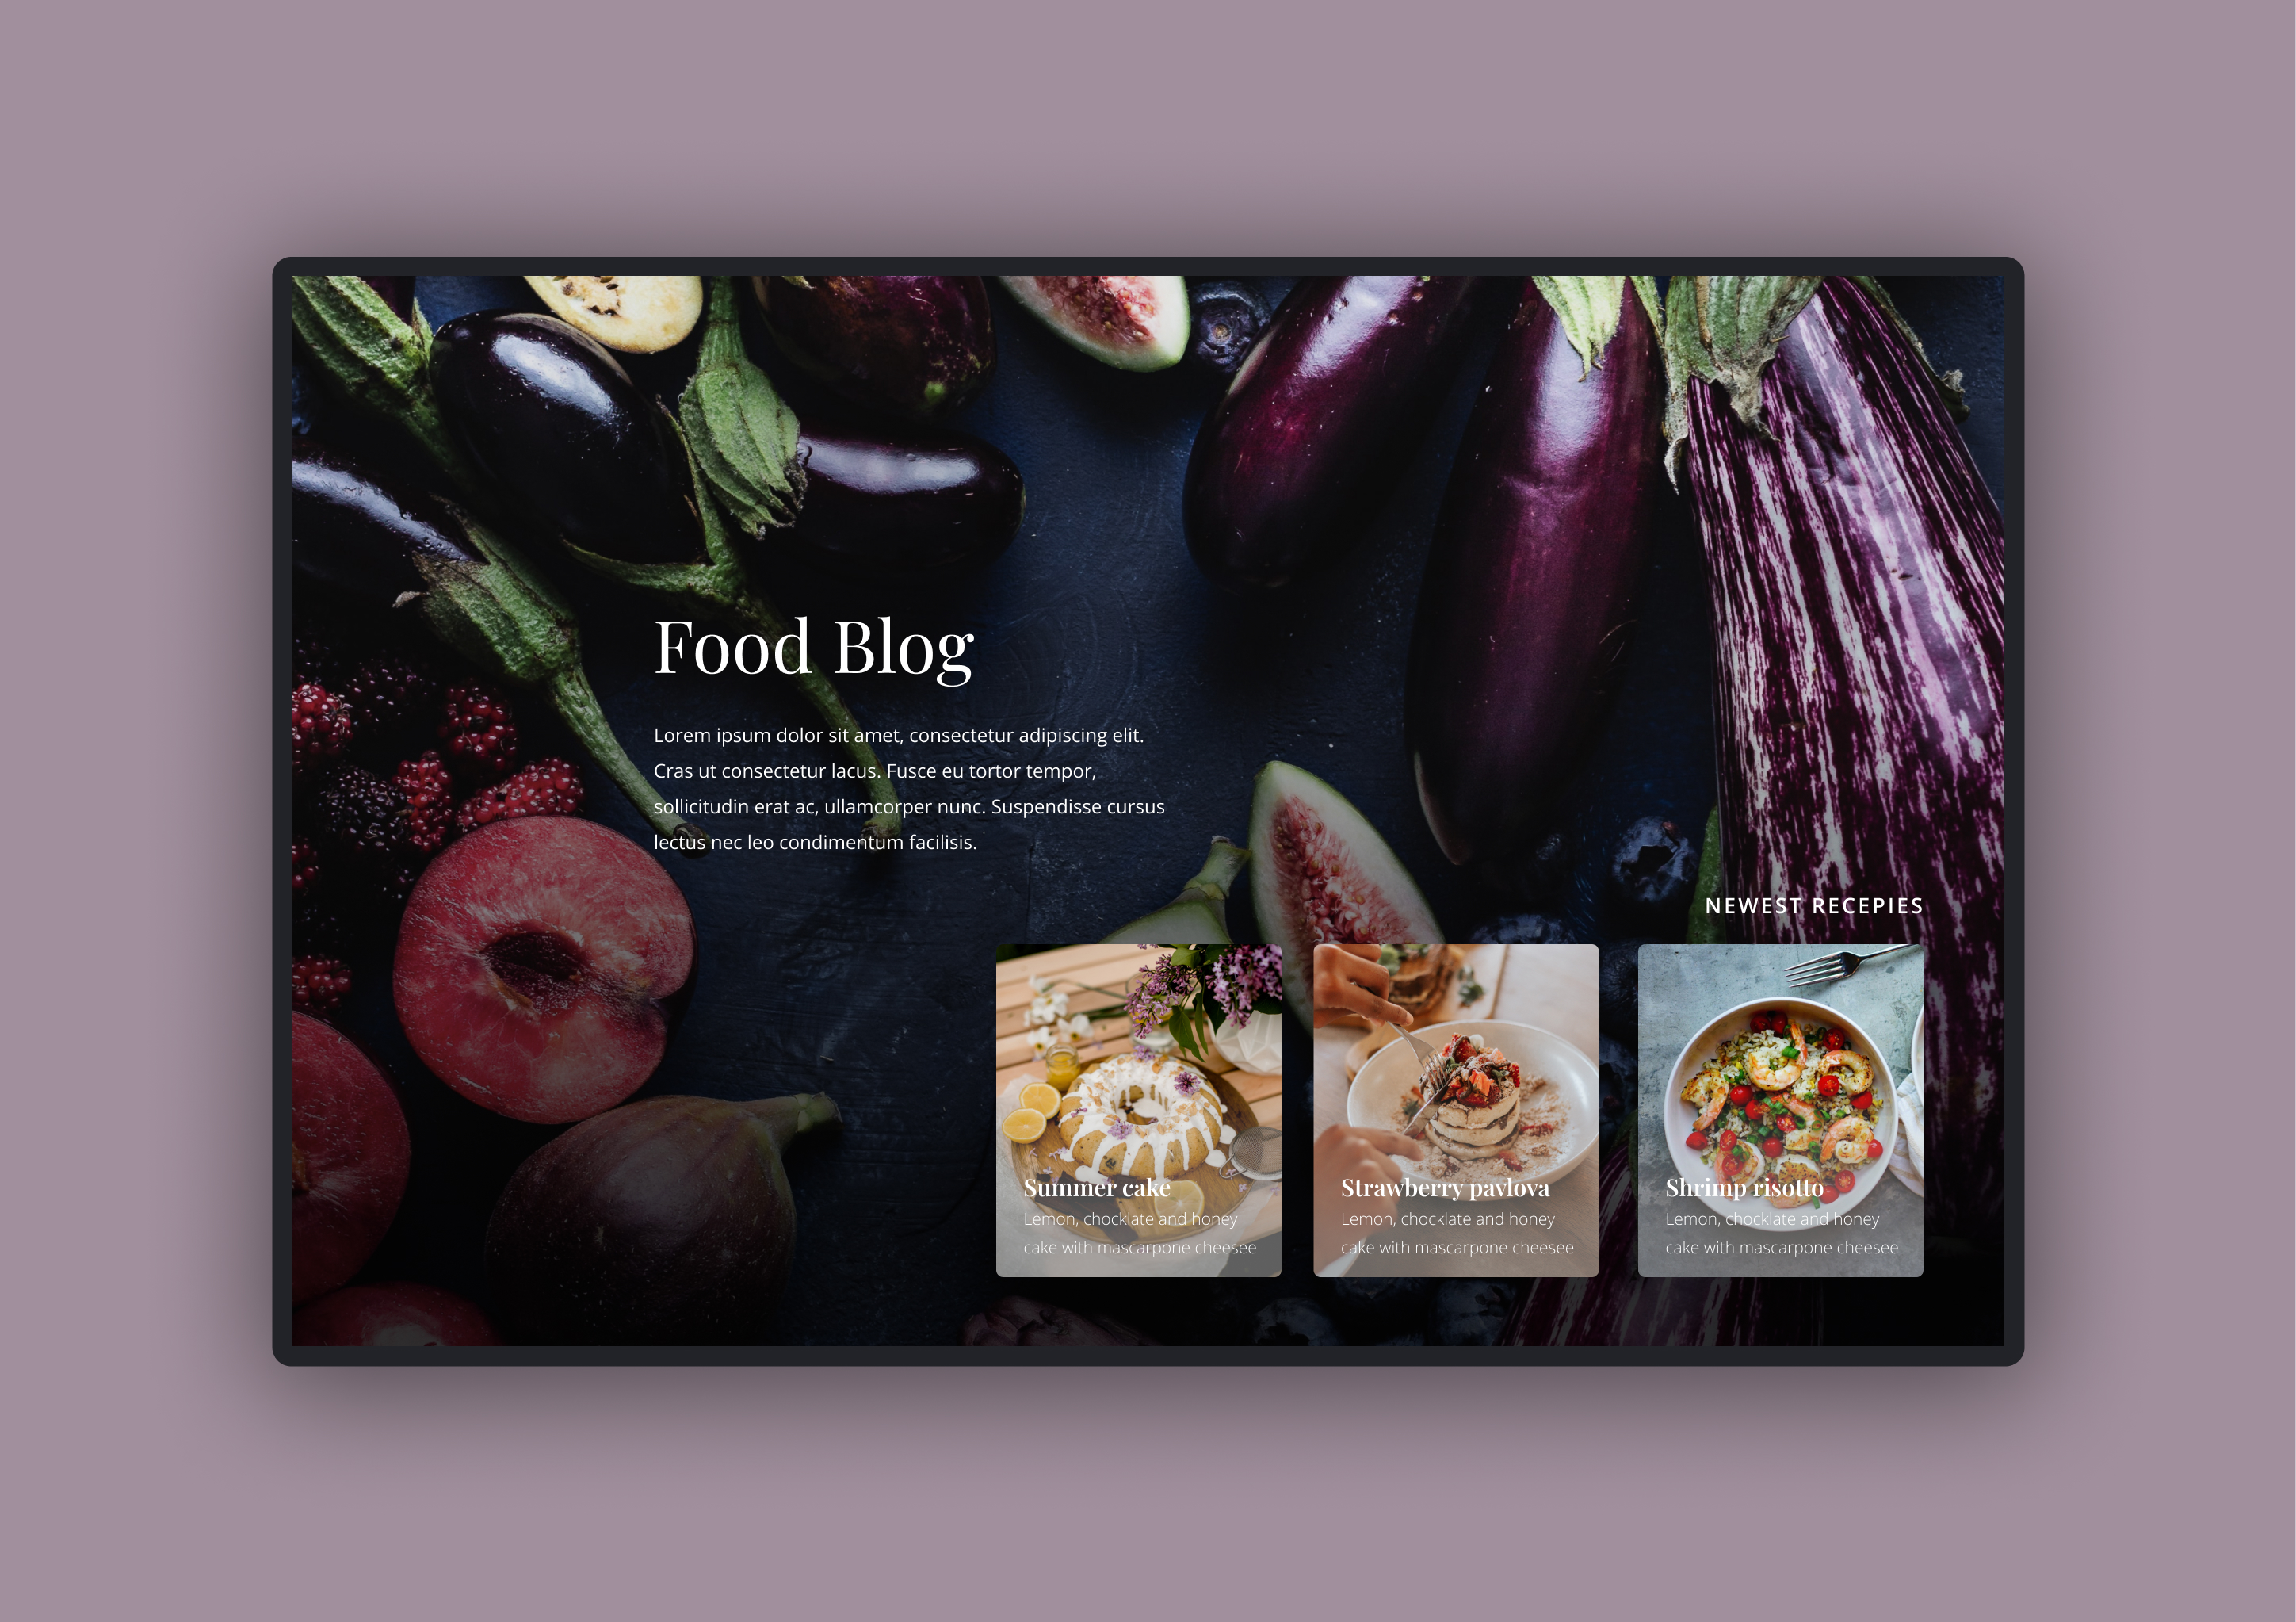 Food Blog
Lorem ipsum dolor sit amet, consectetur adipiscing elit.
Cras ut consectetur lacus. Fusce eu tortor tempor,
sollicitudin erat ac, ullamcorper nunc. Suspendisse cursus
lectus nec leo condimentum facilisis.
NEWEST RECEPIES
Summer cake
Lemon, chocklate and honey
cake with mascarpone cheesee
Strawberry pavlova
Lemon, chocklate and honey
cake with mascarpone cheesee
Shrimp risotto
Lemon, chocklate and honey
cake with mascarpone cheesee